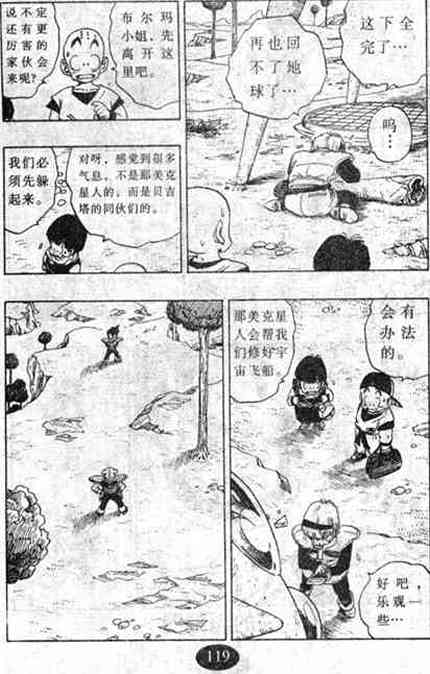 这下全
完了…
再也回
不了地
球了…
呜…
布尔玛
小姐，先
离开这
里吧。
说不定
还有更
厉害的
家伙会
来呢？
对呀，感觉到很多
气息，不是那美克
星人的，而是贝吉
塔的同伙们的。
我们必
须先躲
起来。
会有
办法
的。
那美克星
人会帮我
们修好宇
宙飞船。
好吧，
乐观一
些…
119